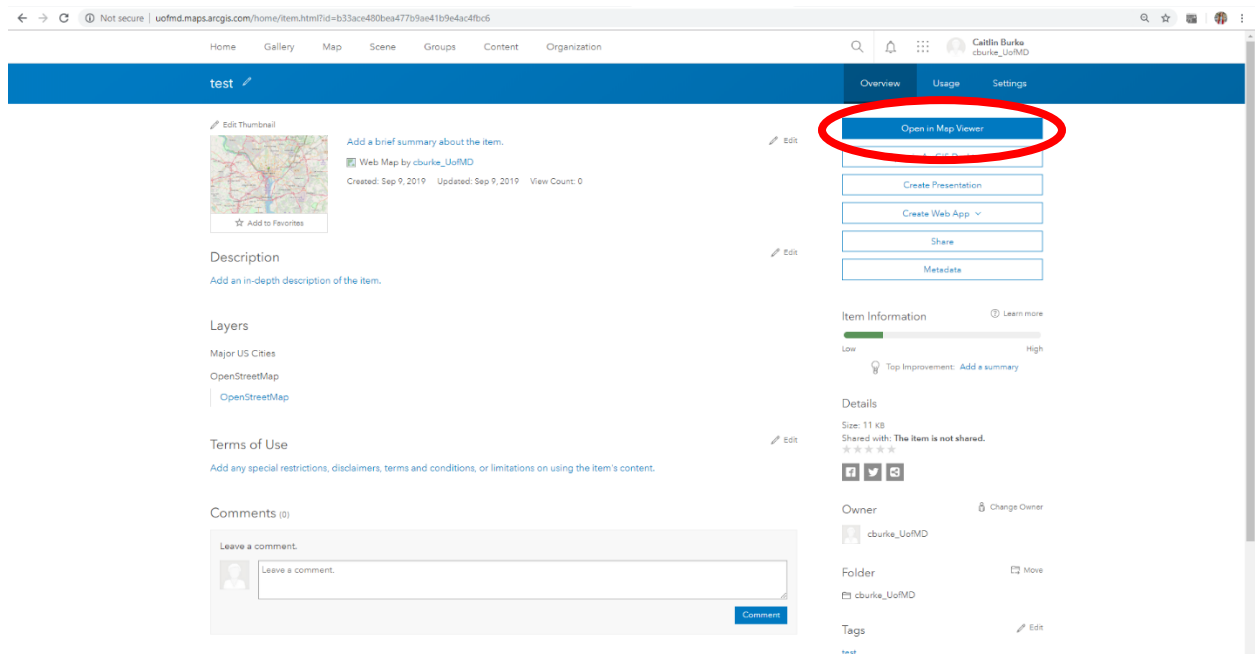 Not secure | uofmd.maps.arcgis.com/home/item.html?id=b33ace480bea477b9ae41b9e4ac4fbc6
Home Gallery Map Scene Groups Content Organization
Caitlin Burke
cburke_UofMD
test
Overview Usage Settings
Edit Thumbnail
Add to Favorites
Add a brief summary about the item.
Edit
Web Map by cburke_UofMD
Created: Sep 9, 2019 Updated: Sep 9, 2019 View Count: 0
Description
Edit
Add an in-depth description of the item.
Layers
Major US Cities
OpenStreetMap
OpenStreetMap
Terms of Use
Edit
Add any special restrictions, disclaimers, terms and conditions, or limitations on using the item's content.
Comments (0)
Leave a comment.
Leave a comment.
Comment
Open in Map Viewer
Create Presentation
Create Web App
Share
Metadata
Item Information
Learn more
Low High
Top Improvement: Add a summary
Details
Size: 11 KB
Shared with: The item is not shared.
Owner
Change Owner
cburke_UofMD
Folder
Move
cburke_UofMD
Tags
Edit
test